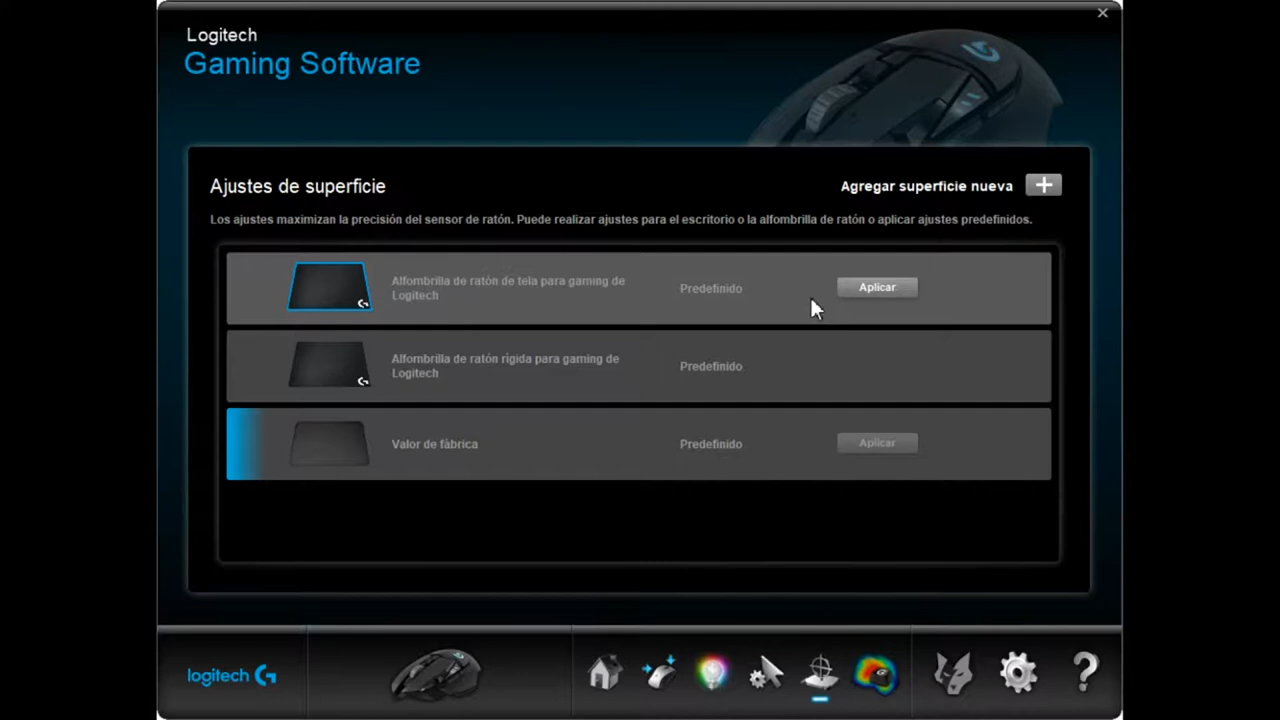 Logitech
Gaming Software
Ajustes de superficie
Agregar superficie nueva
Los ajustes maximizan la precisión del sensor de ratón. Puede realizar ajustes para el escritorio o la alfombrilla de ratón o aplicar ajustes predefinidos.
Alfombrilla de ratón de tela para gaming de
Logitech
Predefinido
Aplicar
Alfombrilla de ratón rígida para gaming de
Logitech
Predefinido
Valor de fábrica
Predefinido
Aplicar
logitech G